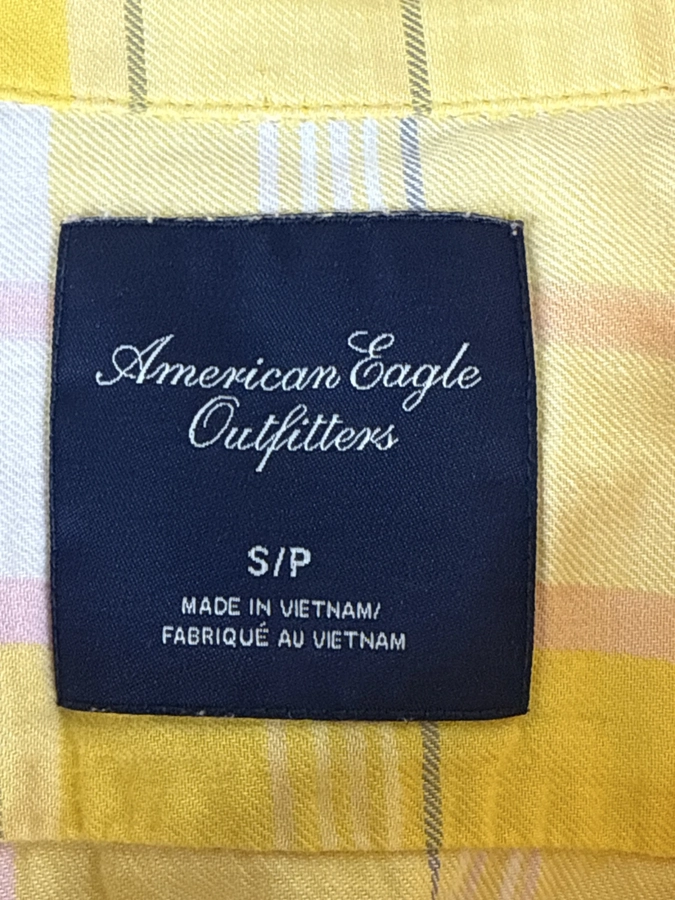 American Eagle
Outfitters
S/P
MADE IN VIETNAM/
FABRIQUÉ AU VIETNAM